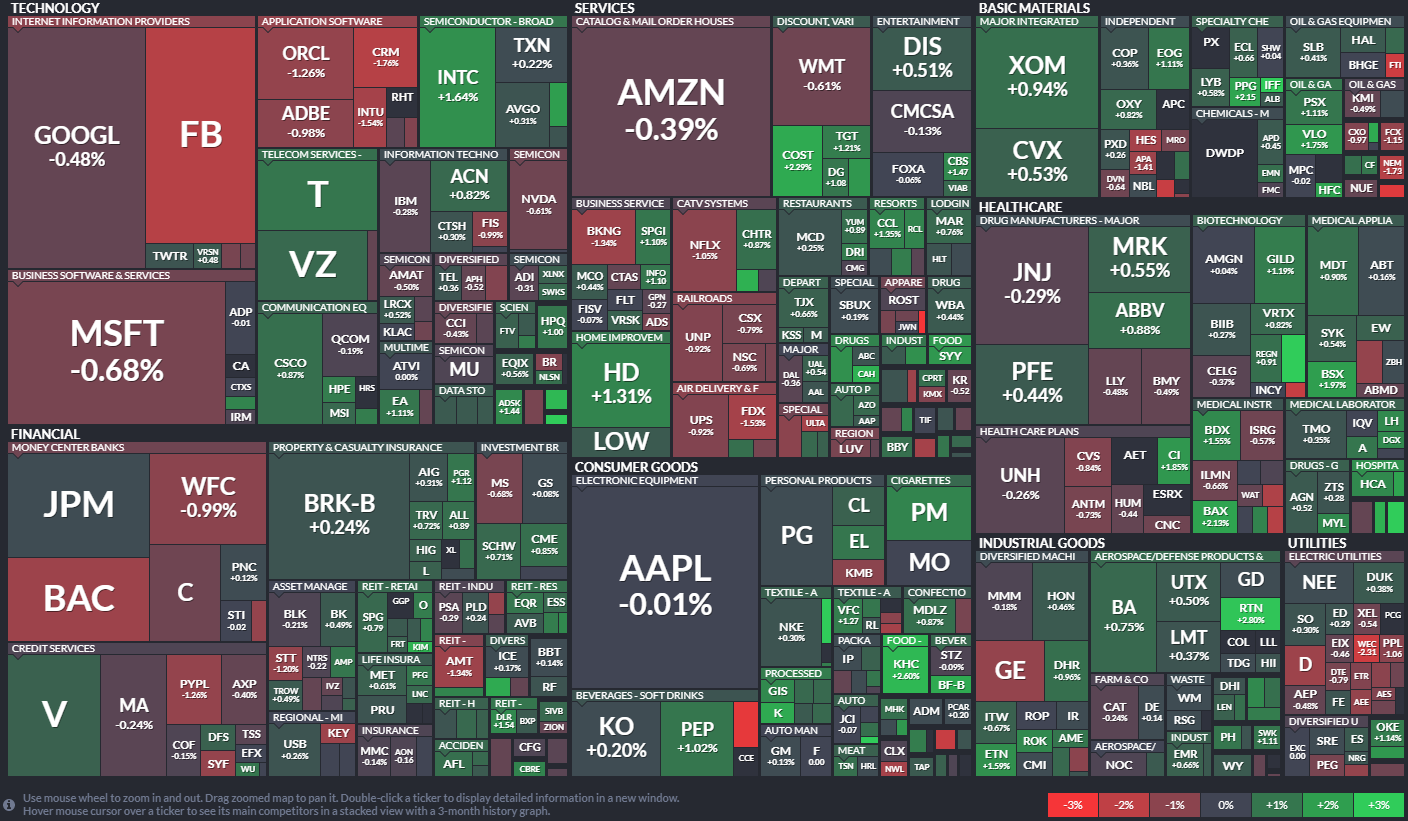 TECHNOLOGY
INTERNET INFORMATION PROVIDERS
GOOGL
-0.48%
FB
TWTR
VRSN
+0.48
APPLICATION SOFTWARE
ORCL
-1.26%
CRM
-1.76%
ADBE
-0.98%
INTU
-1.54%
RHT
SEMICONDUCTOR - BROAD
INTC
+1.64%
TXN
+0.22%
AVGO
+0.31%
BUSINESS SOFTWARE & SERVICES
MSFT
-0.68%
ADP
-0.01
CA
CTXS
IRM
TELECOM SERVICES -
T
VZ
INFORMATION TECHNO
IBM
-0.28%
ACN
+0.82%
CTSH
+0.30%
FIS
-0.99%
SEMICON
NVDA
-0.61%
COMMUNICATION EQ
CSCO
+0.87%
QCOM
-0.19%
HPE
HRS
MSI
SEMICON
AMAT
-0.50%
LRCX
+0.52%
KLAC
DIVERSIFIED
TEL
+0.36
APH
-0.52
SEMICON
ADI
-0.31
XLNX
SWKS
DIVERSIFIE
CCI
-0.43%
SCIEN
FTV
HPQ
+1.00
MULTIME
ATVI
0.00%
EA
+1.11%
SEMICON
MU
EQIX
+0.56%
BR
NLSN
DATA STO
ADSK
+1.44
SERVICES
CATALOG & MAIL ORDER HOUSES
AMZN
-0.39%
DISCOUNT, VARI
WMT
-0.61%
COST
+2.29%
TGT
+1.21%
DG
+1.08
ENTERTAINMENT
DIS
+0.51%
CMCSA
-0.13%
FOXA
-0.06%
CBS
+1.47
VIAB
BUSINESS SERVICE
BKNG
-1.34%
SPGI
+1.10%
MCO
+0.44%
CTAS
INFO
+1.10
FISV
-0.07%
FLT
GPN
-0.27
VRSK
ADS
CATV SYSTEMS
NFLX
-1.05%
CHTR
+0.87%
RESTAURANTS
MCD
+0.25%
YUM
+0.89
DRI
CMG
RESORTS
CCL
+1.35%
RCL
LODGIN
MAR
+0.76%
HLT
RAILROADS
UNP
-0.92%
CSX
-0.79%
NSC
-0.69%
DEPART
TJX
+0.66%
KSS
M
SPECIAL
SBUX
+0.19%
APPARE
ROST
JWN
DRUG
WBA
+0.44%
HOME IMPROVEM
HD
+1.31%
LOW
MAJOR
DAL
-0.36
UAL
+0.54
AAL
DRUGS
ABC
CAH
INDUST
FOOD
SYY
CPRT
KMX
KR
-0.52
AIR DELIVERY & F
UPS
-0.92%
FDX
-1.53%
AUTO P
AZO
AAP
SPECIAL
ULTA
REGION
LUV
TIF
BBY
BASIC MATERIALS
MAJOR INTEGRATED
XOM
+0.94%
CVX
+0.53%
INDEPENDENT
COP
+0.36%
EOG
+1.11%
OXY
+0.82%
APC
PXD
+0.26
HES
MRO
APA
-1.41
DVN
-0.64
NBL
SPECIALTY CHE
PX
ECL
+0.66
SHW
+0.04
LYB
+0.58%
PPG
+2.15
IFF
ALB
CHEMICALS - M
DWDP
APD
+0.45
EMN
FMC
OIL & GAS EQUIPMEN
SLB
+0.41%
HAL
BHGE
FTI
OIL & GA
PSX
+1.11%
VLO
+1.75%
MPC
-0.02
HFC
OIL & GAS
KMI
-0.49%
CXO
-0.97
FCX
-1.15
CF
NEM
-1.73
NUE
HEALTHCARE
DRUG MANUFACTURERS - MAJOR
JNJ
-0.29%
MRK
+0.55%
ABBV
+0.88%
PFE
+0.44%
LLY
-0.48%
BMY
-0.49%
BIOTECHNOLOGY
AMGN
+0.04%
GILD
+1.19%
BIIB
+0.27%
VRTX
+0.82%
CELG
-0.37%
REGN
+0.91
INCY
MEDICAL APPLIA
MDT
+0.90%
ABT
+0.16%
SYK
+0.54%
EW
BSX
+1.97%
ZBH
ABMD
HEALTH CARE PLANS
UNH
-0.26%
CVS
-0.84%
AET
CI
+1.85%
ANTM
-0.73%
HUM
-0.44
ESRX
CNC
MEDICAL INSTR
BDX
+1.55%
ISRG
-0.57%
ILMN
-0.66%
WAT
BAX
+2.13%
MEDICAL LABORATOR
TMO
+0.35%
IQV
LH
A
DGX
DRUGS - G
AGN
+0.52
ZTS
+0.28
MYL
HOSPITA
HCA
FINANCIAL
MONEY CENTER BANKS
JPM
WFC
-0.99%
BAC
C
PNC
+0.12%
STI
-0.02
PROPERTY & CASUALTY INSURANCE
BRK-B
+0.24%
AIG
+0.31%
PGR
+1.12
TRV
+0.72%
ALL
+0.89
HIG
XL
L
INVESTMENT BR
MS
-0.68%
GS
+0.08%
SCHW
+0.71%
CME
+0.85%
CREDIT SERVICES
V
MA
-0.24%
PYPL
-1.26%
AXP
-0.40%
COF
-0.15%
DFS
TSS
EFX
SYF
WU
ASSET MANAGE
BLK
-0.21%
BK
+0.49%
STT
-1.20%
NTRS
-0.22
AMP
TROW
+0.49%
IVZ
REIT - RETAI
SPG
+0.79
GGP
O
FRT
KIM
REIT - INDU
PSA
-0.29
PLD
+0.24
REIT - RES
EQR
ESS
AVB
LIFE INSURA
MET
+0.61%
PFG
LNC
PRU
REIT -
AMT
-1.34%
DIVERS
ICE
+0.17%
BBT
+0.14%
RF
REGIONAL - MI
USB
+0.26%
KEY
INSURANCE
MMC
-0.14%
AON
-0.16
REIT - H
REIT -
DLR
+1.54
BXP
SIVB
ZION
ACCIDEN
AFL
CFG
CBRE
CONSUMER GOODS
ELECTRONIC EQUIPMENT
AAPL
-0.01%
PERSONAL PRODUCTS
PG
CL
EL
KMB
CIGARETTES
PM
MO
TEXTILE - A
NKE
+0.30%
TEXTILE - A
VFC
+1.27
RL
CONFECTIO
MDLZ
+0.87%
PACKA
IP
FOOD -
KHC
+2.60%
BEVER
STZ
-0.09%
BF-B
BEVERAGES - SOFT DRINKS
KO
+0.20%
PEP
+1.02%
CCE
PROCESSED
GIS
K
AUTO
JCI
-0.07
MHK
ADM
PCAR
+0.20
AUTO MAN
GM
+0.13%
F
0.00
MEAT
TSN
HRL
CLX
NWL
TAP
INDUSTRIAL GOODS
DIVERSIFIED MACHI
MMM
-0.18%
HON
+0.46%
GE
DHR
+0.96%
ITW
+0.67%
ROP
IR
ETN
+1.59%
ROK
AME
CMI
AEROSPACE/DEFENSE PRODUCTS &
BA
+0.75%
UTX
+0.50%
GD
RTN
+2.80%
LMT
+0.37%
COL
LLL
TDG
HII
FARM & CO
CAT
-0.24%
DE
+0.14
WASTE
WM
RSG
DHI
LEN
AEROSPACE/
NOC
INDUST
EMR
+0.66%
PH
SWK
+1.11
WY
UTILITIES
ELECTRIC UTILITIES
NEE
DUK
+0.38%
SO
+0.30%
ED
+0.29
XEL
-0.54
PCG
D
EIX
-0.46
WEC
-2.31
PPL
-1.06
DTE
-0.79
ETR
AEP
-0.48%
FE
AEE
AES
DIVERSIFIED U
EXC
0.00
SRE
ES
OKE
+1.14%
PEG
NRG
Use mouse wheel to zoom in and out. Drag zoomed map to pan it. Double-click a ticker to display detailed information in a new window.
Hover mouse cursor over a ticker to see its main competitors in a stacked view with a 3-month history graph.
-3%
-2%
-1%
0%
+1%
+2%
+3%